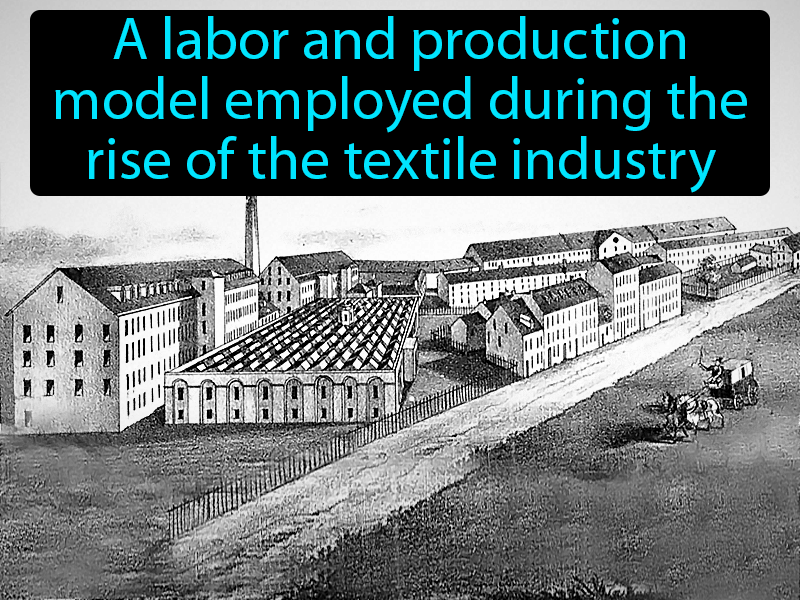 A labor and production
model employed during the
rise of the textile industry